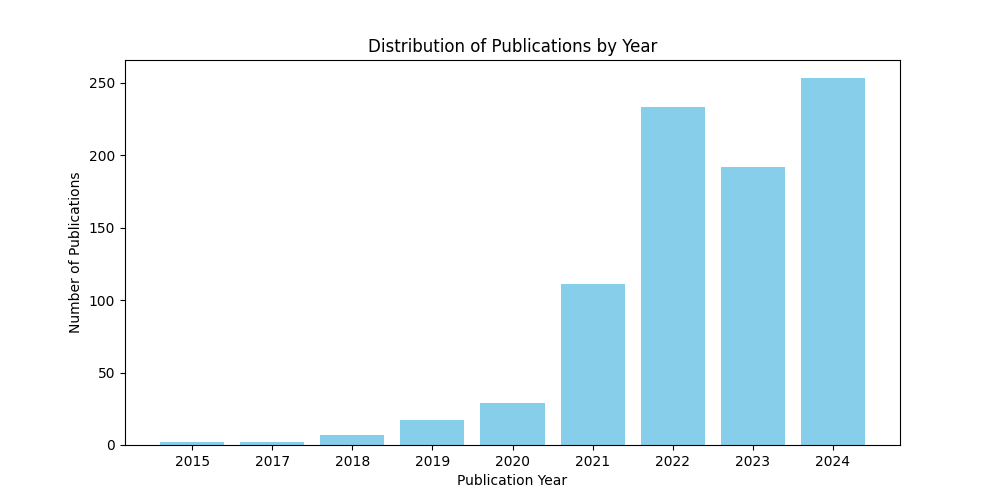 Distribution of Publications by Year
Number of Publications
250
200
150
100
50
0
2015 2017 2018 2019 2020 2021 2022 2023 2024
Publication Year